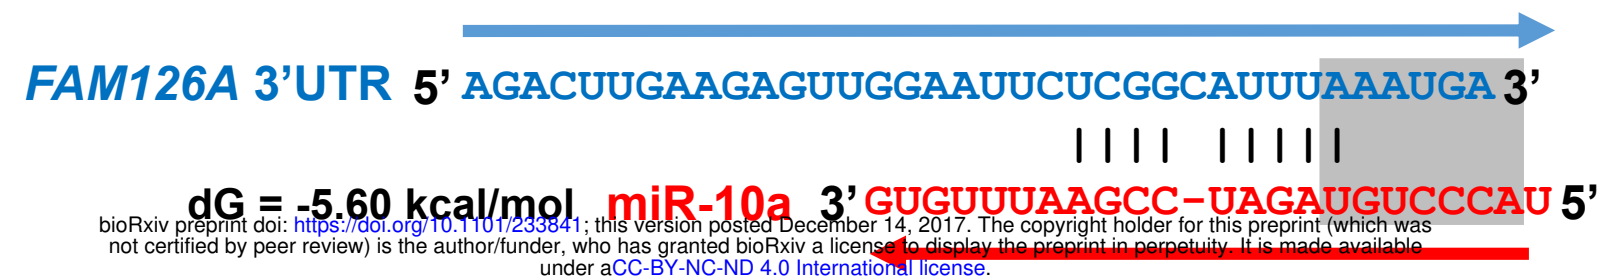 FAM126A 3’UTR 5’ AGACUUGAAGAGUUGGAAUUCUCGGCAUUUAAAUGA 3’
dG = -5.60 kcal/mol miR-10a 3’ GUGUUUAAGCC-UAGAUGUCCCAU 5’
bioRxiv preprint doi: https://doi.org/10.1101/233841; this version posted December 14, 2017. The copyright holder for this preprint (which was
not certified by peer review) is the author/funder, who has granted bioRxiv a license to display the preprint in perpetuity. It is made available
under aCC-BY-NC-ND 4.0 International license.